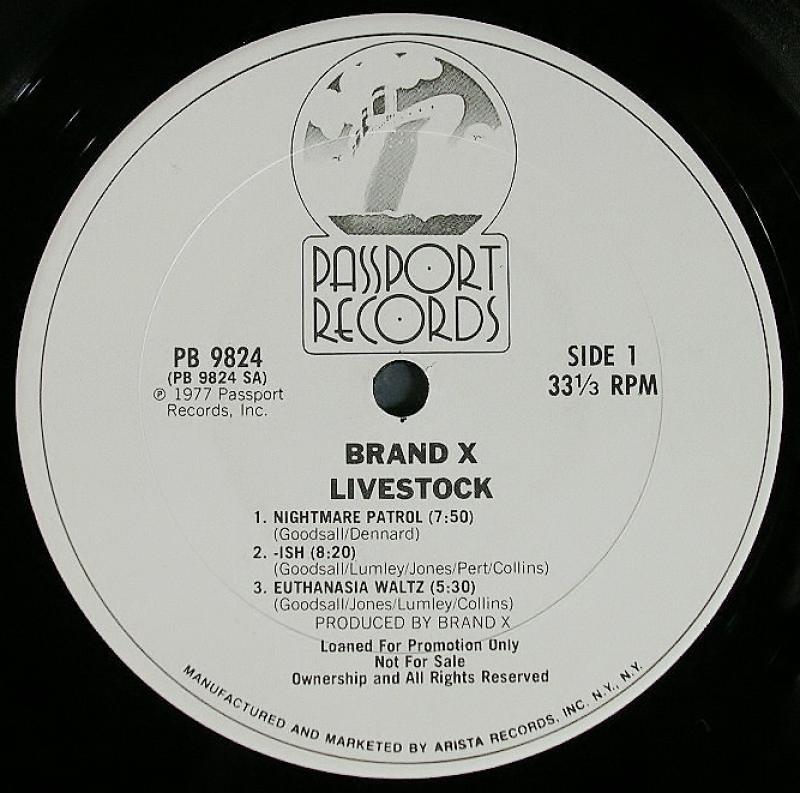 PASSPORT
RECORDS
PB 9824
(PB 9824 SA)
℗ 1977 Passport
Records, Inc.
SIDE 1
33⅓ RPM
BRAND X
LIVESTOCK
1. NIGHTMARE PATROL (7:50)
(Goodsall/Dennard)
2. -ISH (8:20)
(Goodsall/Lumley/Jones/Pert/Collins)
3. EUTHANASIA WALTZ (5:30)
(Goodsall/Jones/Lumley/Collins)
PRODUCED BY BRAND X
Loaned For Promotion Only
Not For Sale
Ownership and All Rights Reserved
MANUFACTURED AND MARKETED BY ARISTA RECORDS, INC. N.Y., N.Y.